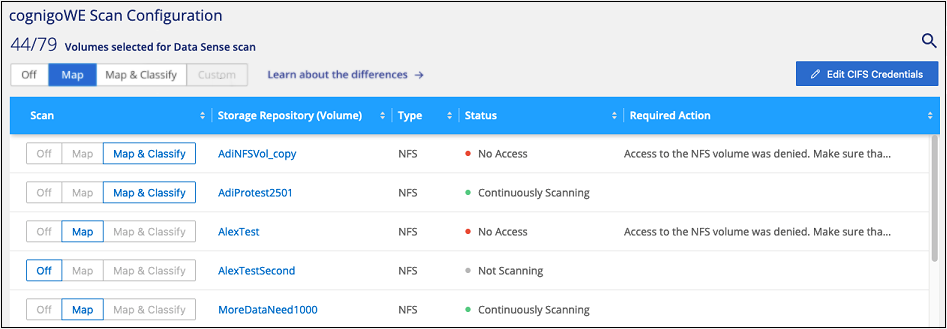 cognigoWE Scan Configuration
44/79 Volumes selected for Data Sense scan
Off Map Map & Classify Custom Learn about the differences → Edit CIFS Credentials
Scan Storage Repository (Volume) Type Status Required Action
Off Map Map & Classify AdiNFSVol_copy NFS No Access Access to the NFS volume was denied. Make sure tha...
Off Map Map & Classify AdiProtest2501 NFS Continuously Scanning
Off Map Map & Classify AlexTest NFS No Access Access to the NFS volume was denied. Make sure tha...
Off Map Map & Classify AlexTestSecond NFS Not Scanning
Off Map Map & Classify MoreDataNeed1000 NFS Continuously Scanning